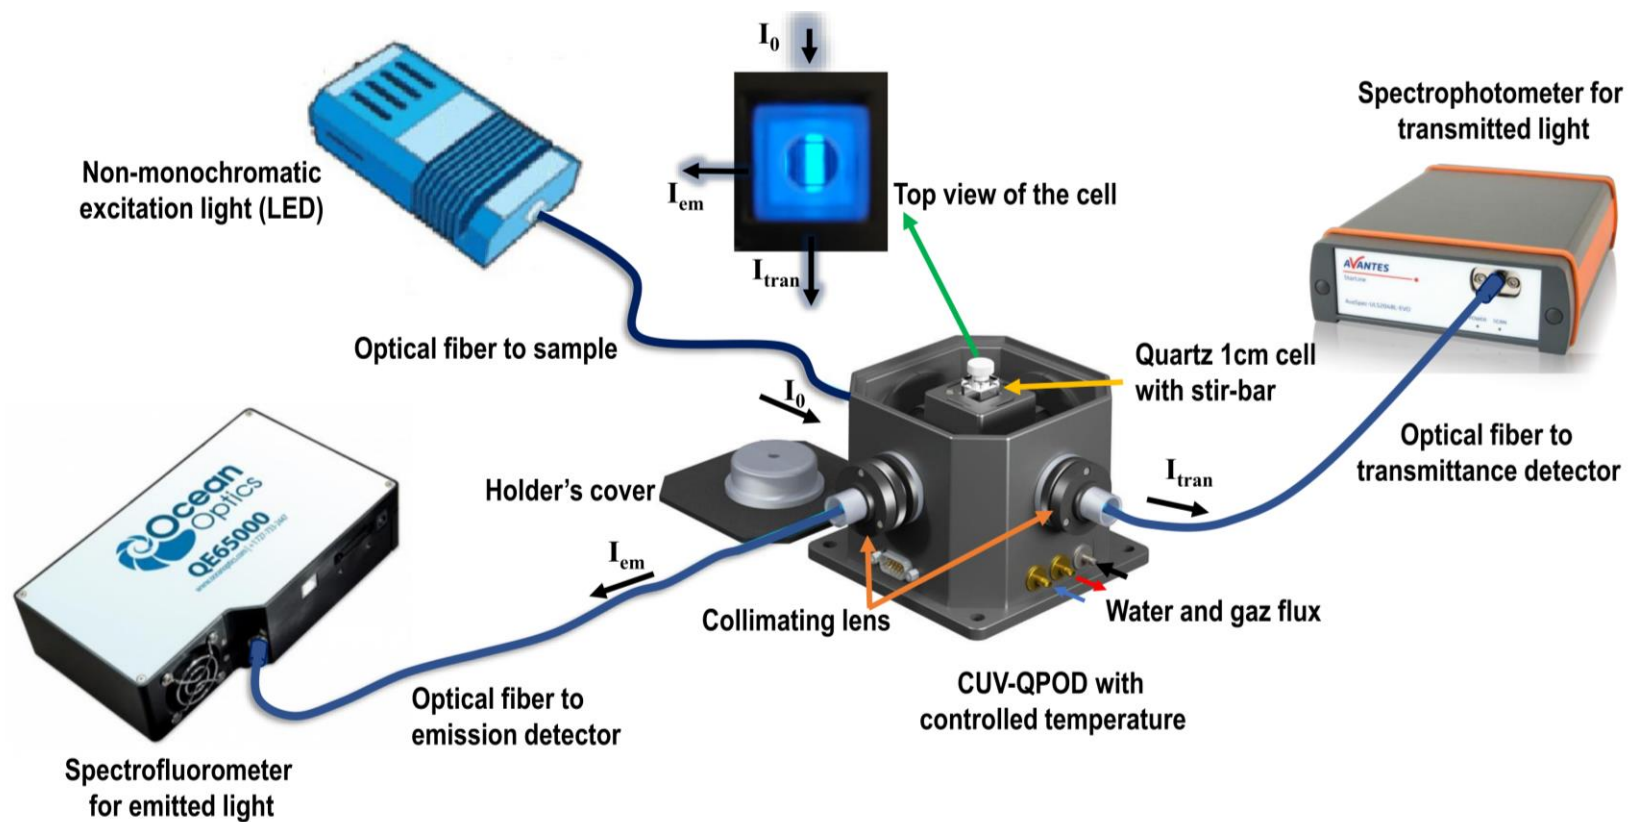 I0
Spectrophotometer for
transmitted light
Non-monochromatic
excitation light (LED)
Iem
Top view of the cell
Itran
AVANTES
StarLine
Optical fiber to sample
Quartz 1cm cell
with stir-bar
I0
Optical fiber to
transmittance detector
Itran
Holder's cover
Ocean
Optics
QE65000
Iem
Collimating lens
Water and gaz flux
Optical fiber to
emission detector
CUV-QPOD with
controlled temperature
Spectrofluorometer
for emitted light